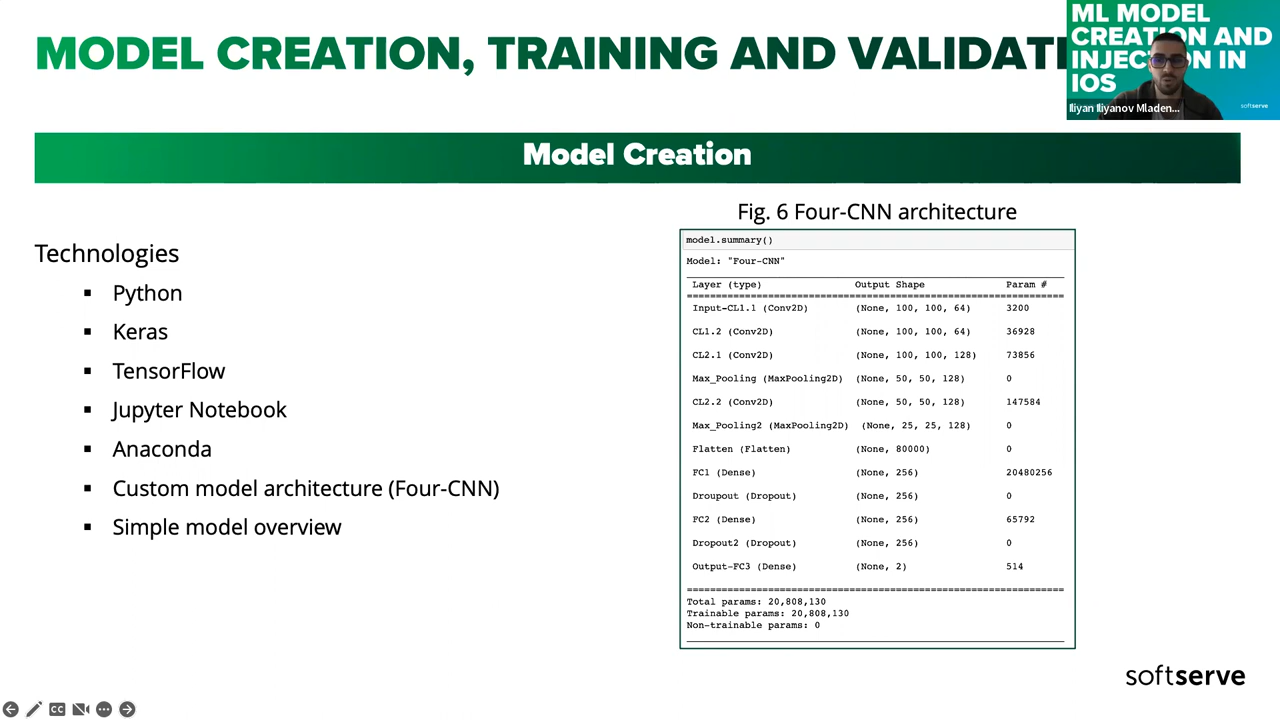 MODEL CREATION, TRAINING AND VALIDATI
ML MODEL
CREATION AND
INJECTION IN
IOS
Iliyan Iliyanov Mladen...
softserve
Model Creation
Technologies
▪ Python
▪ Keras
▪ TensorFlow
▪ Jupyter Notebook
▪ Anaconda
▪ Custom model architecture (Four-CNN)
▪ Simple model overview
Fig. 6 Four-CNN architecture
model.summary()
Model: "Four-CNN"
Layer (type) Output Shape Param #
Input-CL1.1 (Conv2D) (None, 100, 100, 64) 3200
CL1.2 (Conv2D) (None, 100, 100, 64) 36928
CL2.1 (Conv2D) (None, 100, 100, 128) 73856
Max_Pooling (MaxPooling2D) (None, 50, 50, 128) 0
CL2.2 (Conv2D) (None, 50, 50, 128) 147584
Max_Pooling2 (MaxPooling2D) (None, 25, 25, 128) 0
Flatten (Flatten) (None, 80000) 0
FC1 (Dense) (None, 256) 20480256
Droupout (Dropout) (None, 256) 0
FC2 (Dense) (None, 256) 65792
Dropout2 (Dropout) (None, 256) 0
Output-FC3 (Dense) (None, 2) 514
Total params: 20,808,130
Trainable params: 20,808,130
Non-trainable params: 0
softserve
CC